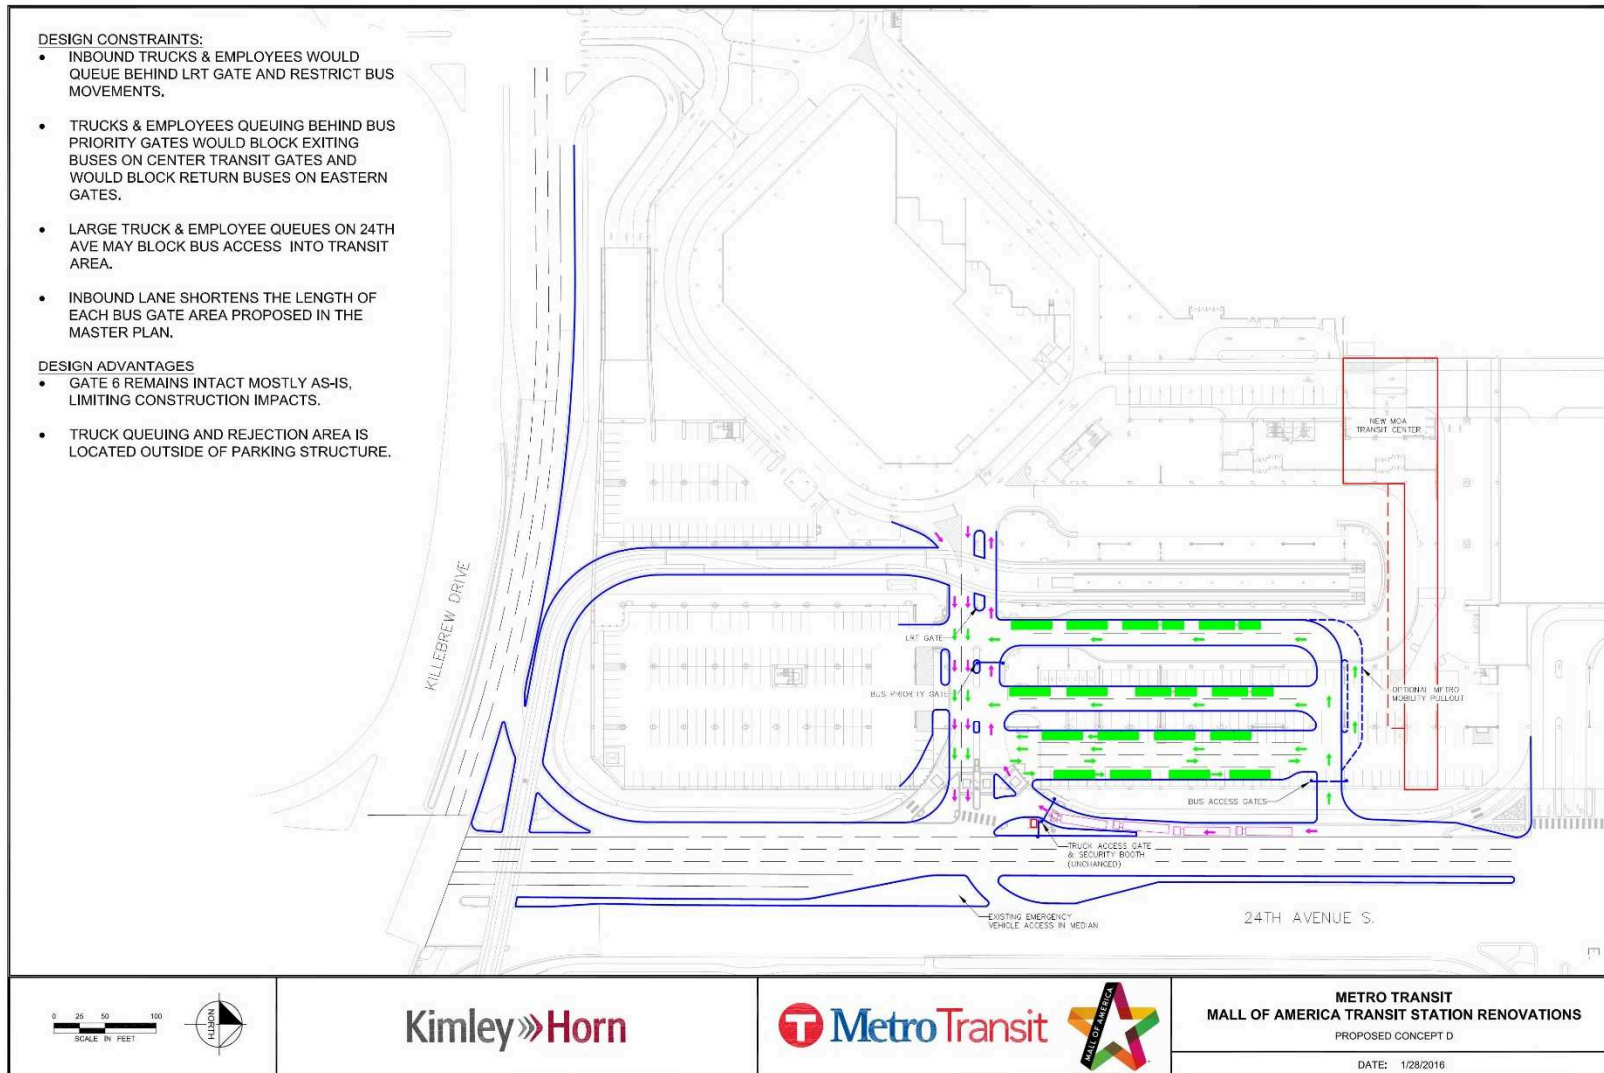 DESIGN CONSTRAINTS:
• INBOUND TRUCKS & EMPLOYEES WOULD
QUEUE BEHIND LRT GATE AND RESTRICT BUS
MOVEMENTS.
• TRUCKS & EMPLOYEES QUEUING BEHIND BUS
PRIORITY GATES WOULD BLOCK EXITING
BUSES ON CENTER TRANSIT GATES AND
WOULD BLOCK RETURN BUSES ON EASTERN
GATES.
• LARGE TRUCK & EMPLOYEE QUEUES ON 24TH
AVE MAY BLOCK BUS ACCESS INTO TRANSIT
AREA.
• INBOUND LANE SHORTENS THE LENGTH OF
EACH BUS GATE AREA PROPOSED IN THE
MASTER PLAN.
DESIGN ADVANTAGES
• GATE 6 REMAINS INTACT MOSTLY AS-IS,
LIMITING CONSTRUCTION IMPACTS.
• TRUCK QUEUING AND REJECTION AREA IS
LOCATED OUTSIDE OF PARKING STRUCTURE.
NEW MOA
TRANSIT CENTER
KILLEBREW DRIVE
LRT GATE
BUS PRIORITY GATE
OPTIONAL METRO
MOBILITY PULLOUT
BUS ACCESS GATES
TRUCK ACCESS GATE
& SECURITY BOOTH
(UNCHANGED)
EXISTING EMERGENCY
VEHICLE ACCESS IN MEDIAN
24TH AVENUE S.
E.
0 25 50 100
SCALE IN FEET
NORTH
Kimley»Horn
T MetroTransit
MALL OF AMERICA
METRO TRANSIT
MALL OF AMERICA TRANSIT STATION RENOVATIONS
PROPOSED CONCEPT D
DATE: 1/28/2016